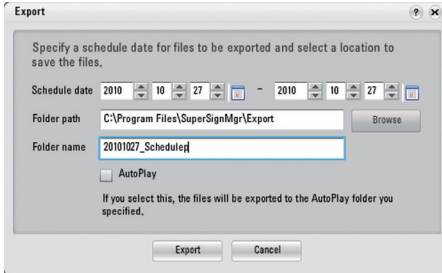 Export ? ×
Specify a schedule date for files to be exported and select a location to
save the files.
Schedule date 2010 10 27 - 2010 10 27
Folder path C:\Program Files\SuperSignMgr\Export Browse
Folder name 20101027_Schedulep
AutoPlay
If you select this, the files will be exported to the AutoPlay folder you
specified.
Export Cancel